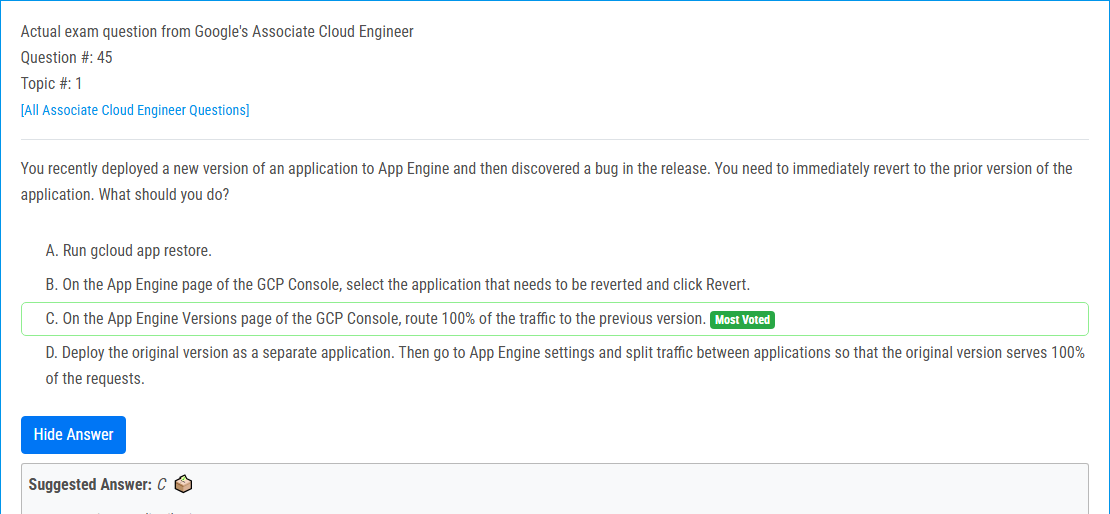 Actual exam question from Google's Associate Cloud Engineer
Question #: 45
Topic #: 1
[All Associate Cloud Engineer Questions]
You recently deployed a new version of an application to App Engine and then discovered a bug in the release. You need to immediately revert to the prior version of the
application. What should you do?
A. Run gcloud app restore.
B. On the App Engine page of the GCP Console, select the application that needs to be reverted and click Revert.
C. On the App Engine Versions page of the GCP Console, route 100% of the traffic to the previous version. Most Voted
D. Deploy the original version as a separate application. Then go to App Engine settings and split traffic between applications so that the original version serves 100%
of the requests.
Hide Answer
Suggested Answer: C